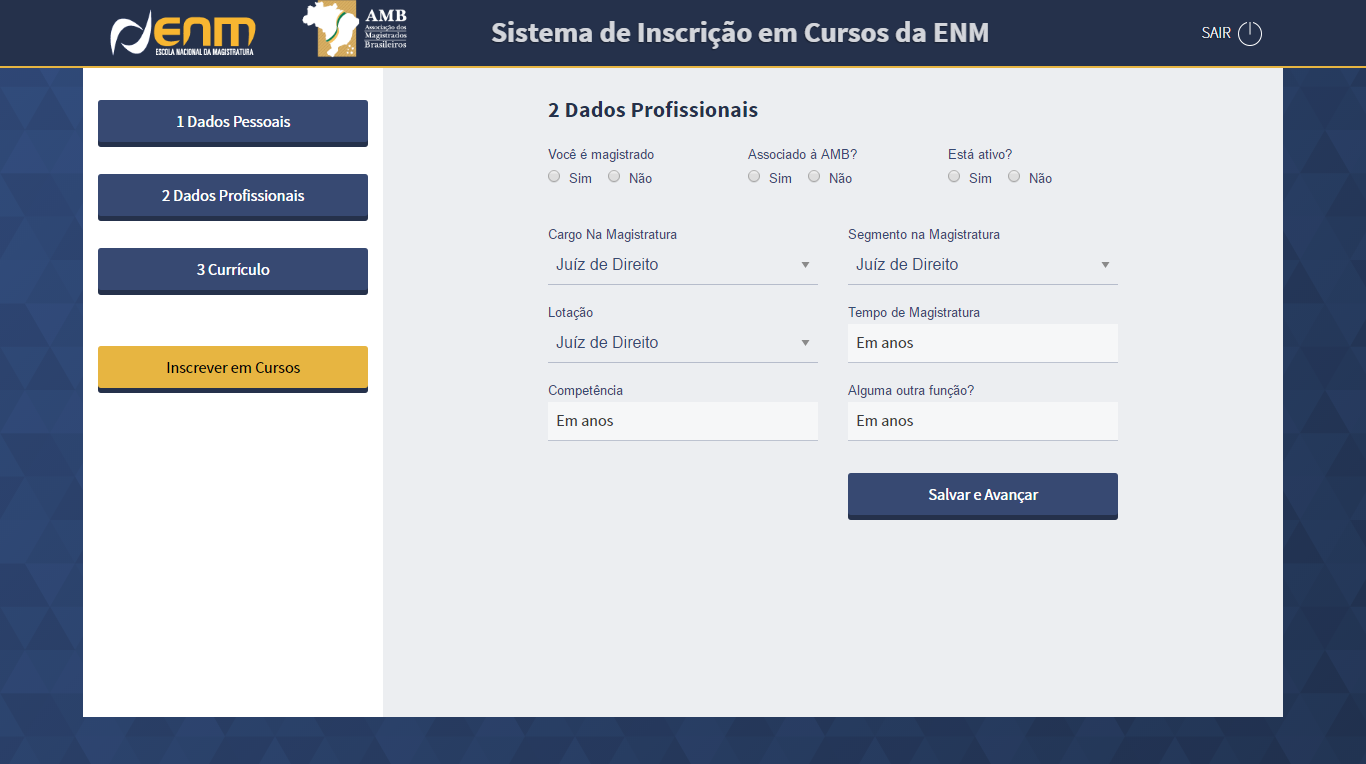 ENM
ESCOLA NACIONAL DA MAGISTRATURA
AMB
Associação dos
Magistrados
Brasileiros
Sistema de Inscrição em Cursos da ENM
SAIR
1 Dados Pessoais
2 Dados Profissionais
3 Currículo
Inscrever em Cursos
2 Dados Profissionais
Você é magistrado Associado à AMB? Está ativo?
Sim Não Sim Não Sim Não
Cargo Na Magistratura Segmento na Magistratura
Juíz de Direito Juíz de Direito
Lotação Tempo de Magistratura
Juíz de Direito Em anos
Competência Alguma outra função?
Em anos Em anos
Salvar e Avançar